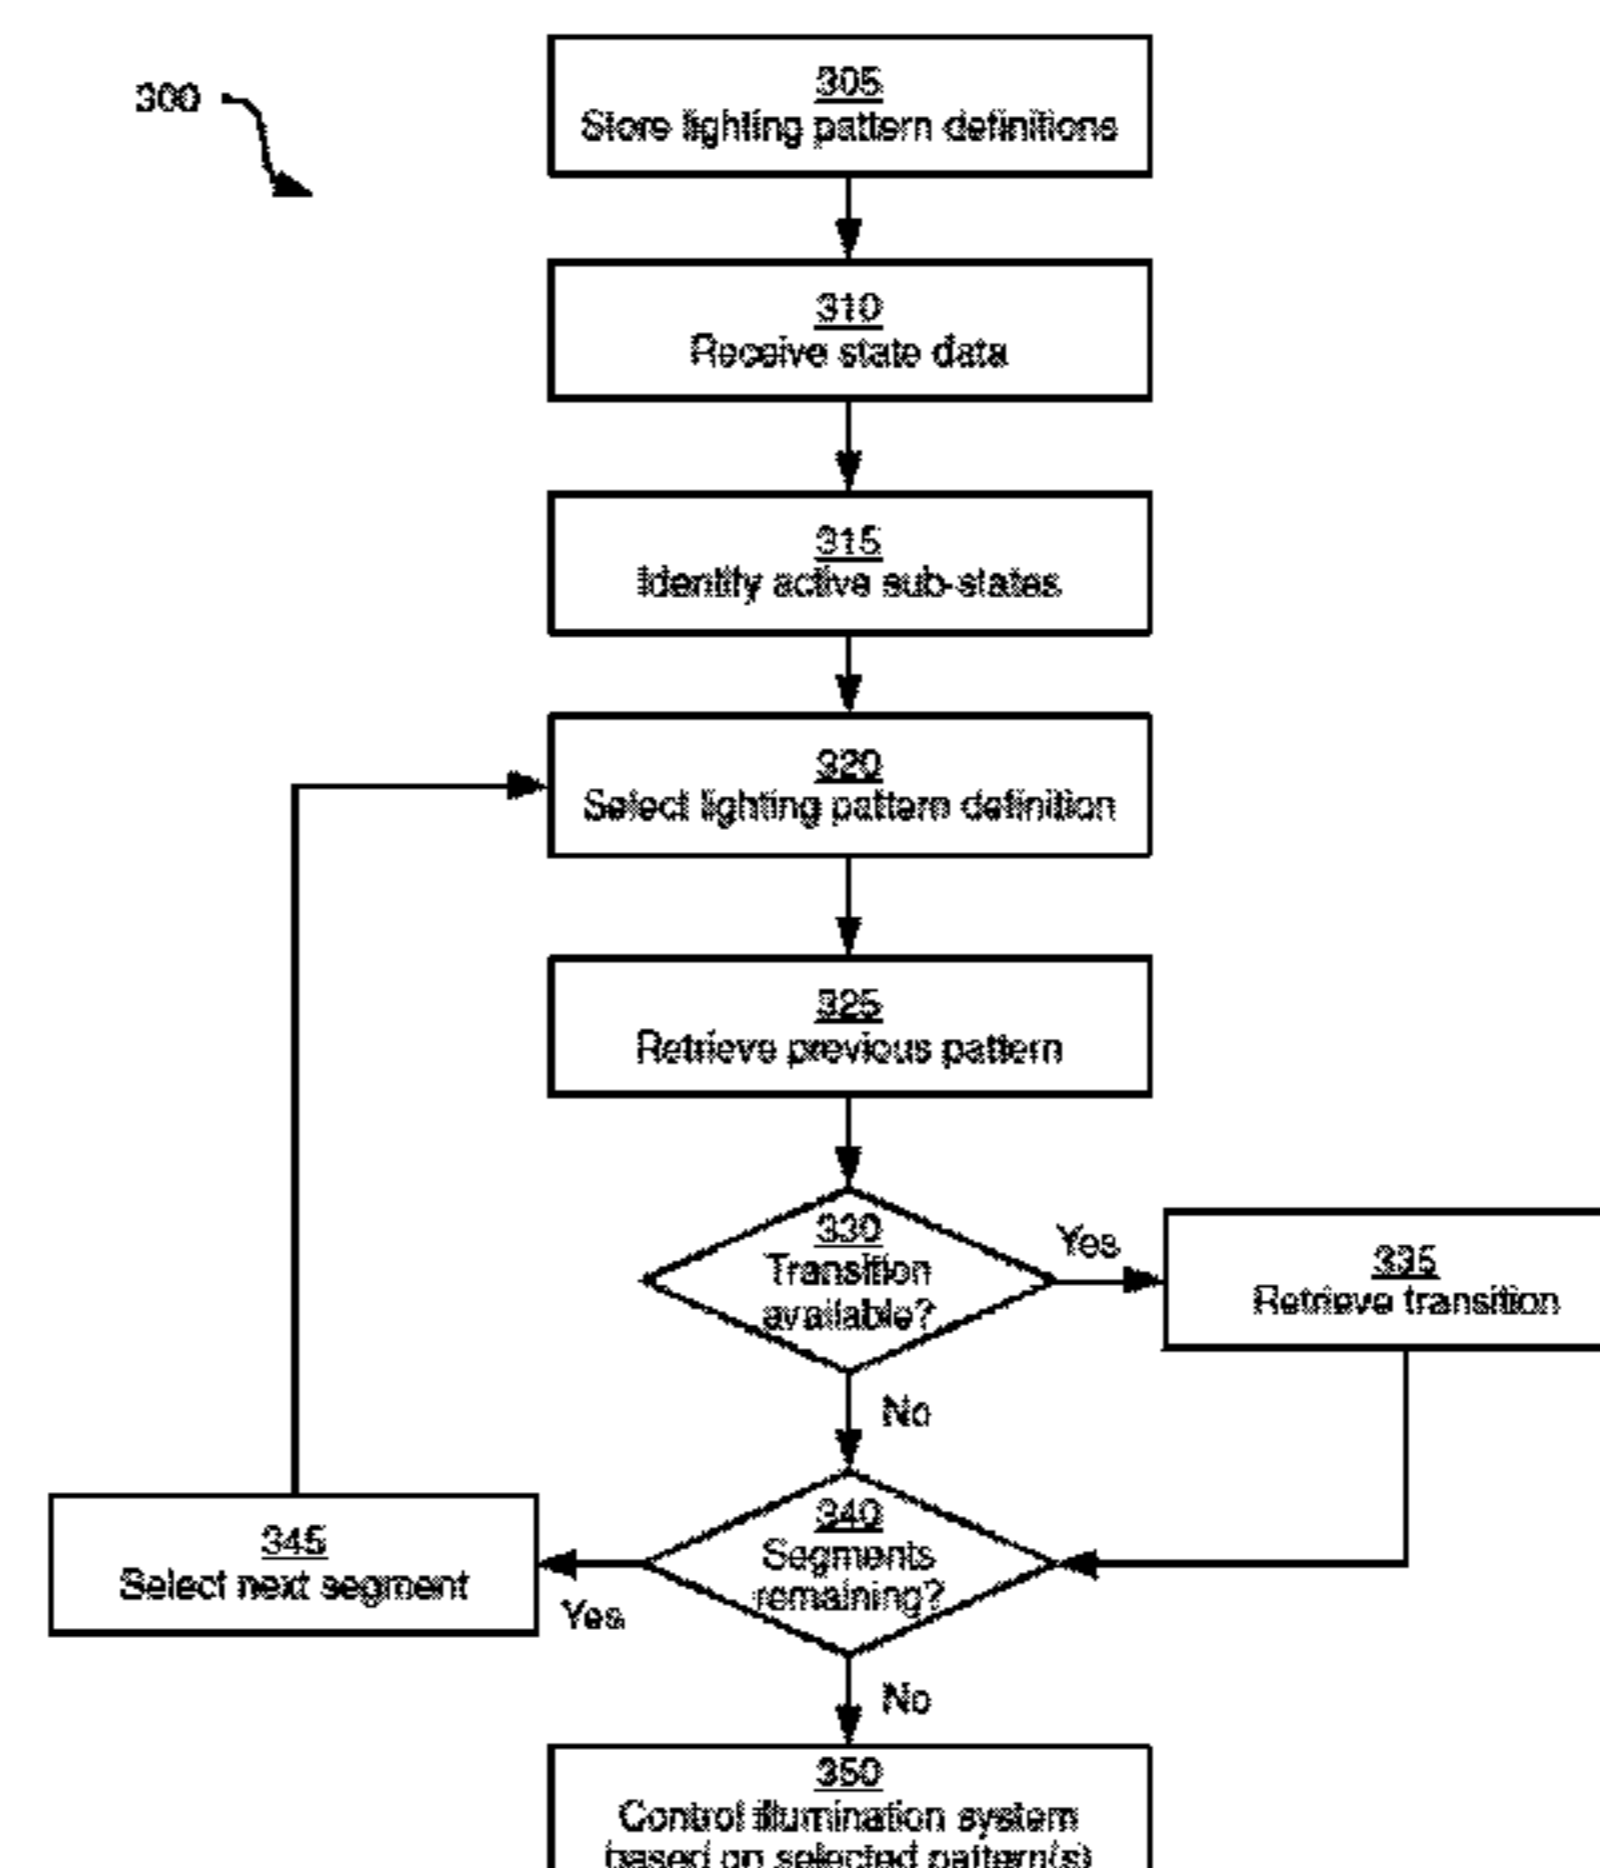 300
305
Store lighting pattern definitions
310
Receive state data
315
Identify active sub-states
320
Select lighting pattern definition
325
Retrieve previous pattern
330
Transition
available?
Yes
335
Retrieve transition
No
340
Segments
remaining?
345
Select next segment
Yes
No
350
Control illumination system
based on selected pattern(s)